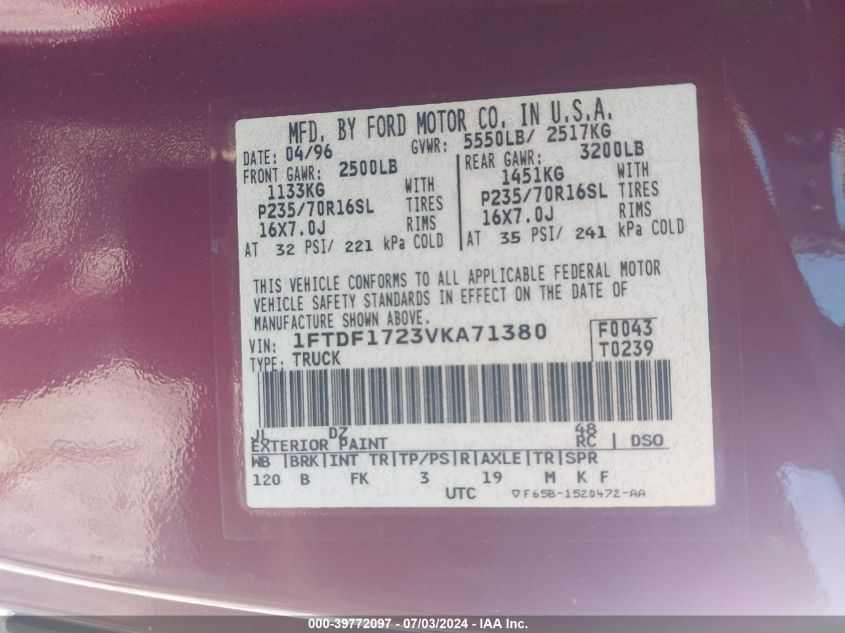 MFD. BY FORD MOTOR CO. IN U.S.A.
DATE: 04/96 GVWR: 5550LB/ 2517KG
FRONT GAWR: 2500LB REAR GAWR: 3200LB
1133KG WITH 1451KG WITH
P235/70R16SL TIRES P235/70R16SL TIRES
16X7.0J RIMS 16X7.0J RIMS
AT 32 PSI/ 221 kPa COLD AT 35 PSI/ 241 kPa COLD
THIS VEHICLE CONFORMS TO ALL APPLICABLE FEDERAL MOTOR
VEHICLE SAFETY STANDARDS IN EFFECT ON THE DATE OF
MANUFACTURE SHOWN ABOVE.
VIN: 1FTDF1723VKA71380 F0043
TYPE: TRUCK T0239
JL DZ 48
EXTERIOR PAINT RC | DSO
WB |BRK|INT TR|TP/PS|R|AXLE|TR|SPR
120 B FK 3 19 M K F
UTC ▽F65B-1520472-AA
000-39772097 - 07/03/2024 - IAA Inc.